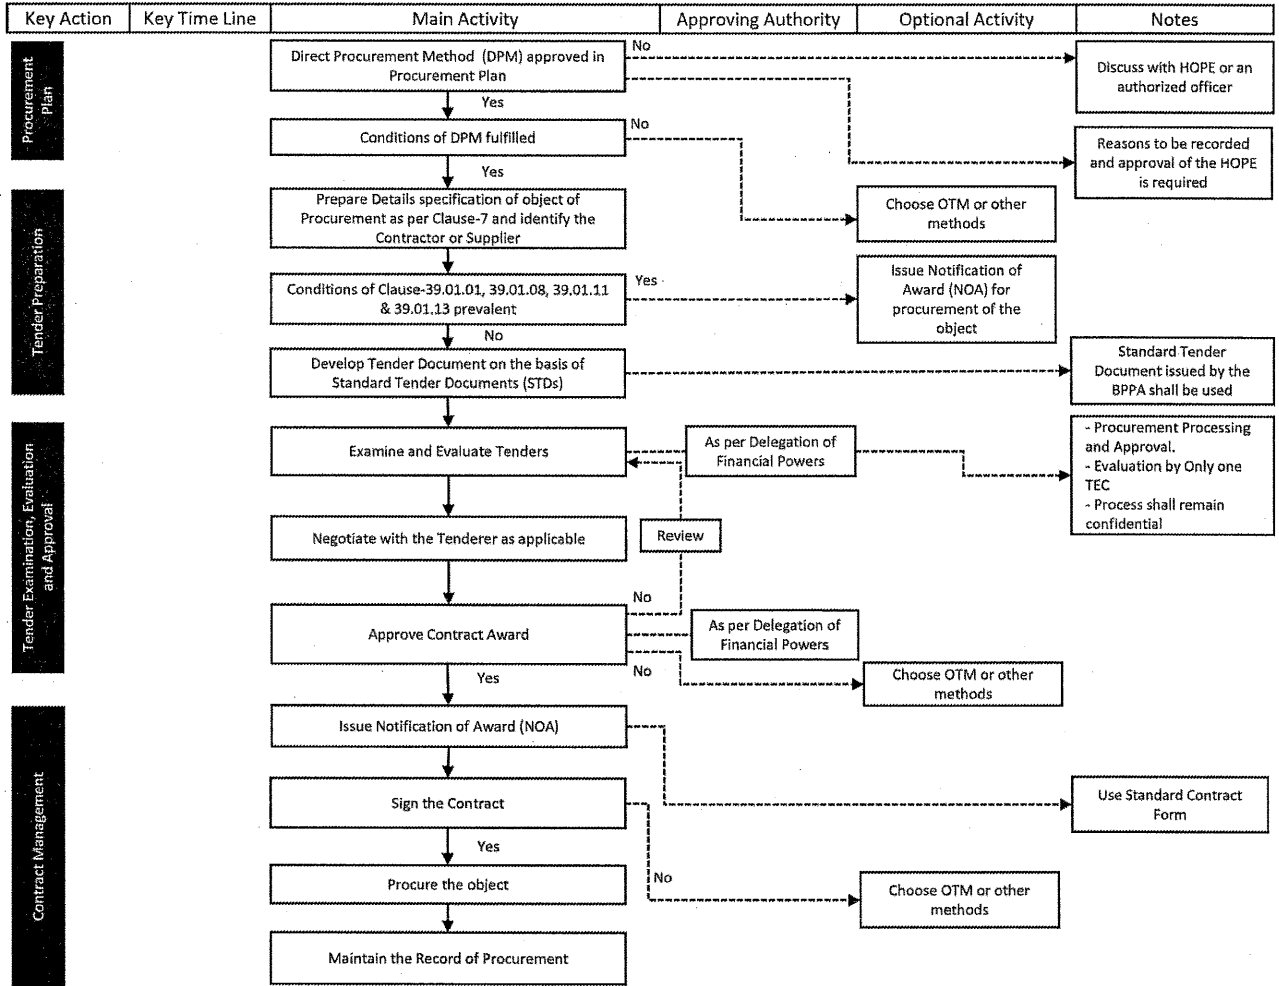 Key Action
Key Time Line
Main Activity
Approving Authority
Optional Activity
Notes
Procurement
Plan
Direct Procurement Method (DPM) approved in
Procurement Plan
No
Discuss with HOPE or an
authorized officer
Yes
Conditions of DPM fulfilled
No
Reasons to be recorded
and approval of the HOPE
is required
Yes
Tender Preparation
Prepare Details specification of object of
Procurement as per Clause-7 and identify the
Contractor or Supplier
Choose OTM or other
methods
Conditions of Clause-39.01.01, 39.01.08, 39.01.11
& 39.01.13 prevalent
Yes
Issue Notification of
Award (NOA) for
procurement of the
object
No
Develop Tender Document on the basis of
Standard Tender Documents (STDs)
Standard Tender
Document issued by the
BPPA shall be used
Tender Examination, Evaluation
and Approval
Examine and Evaluate Tenders
As per Delegation of
Financial Powers
- Procurement Processing
and Approval.
- Evaluation by Only one
TEC
- Process shall remain
confidential
Negotiate with the Tenderer as applicable
Review
No
Approve Contract Award
As per Delegation of
Financial Powers
Yes
No
Choose OTM or other
methods
Contract Management
Issue Notification of Award (NOA)
Sign the Contract
Use Standard Contract
Form
Yes
Procure the object
No
Choose OTM or other
methods
Maintain the Record of Procurement